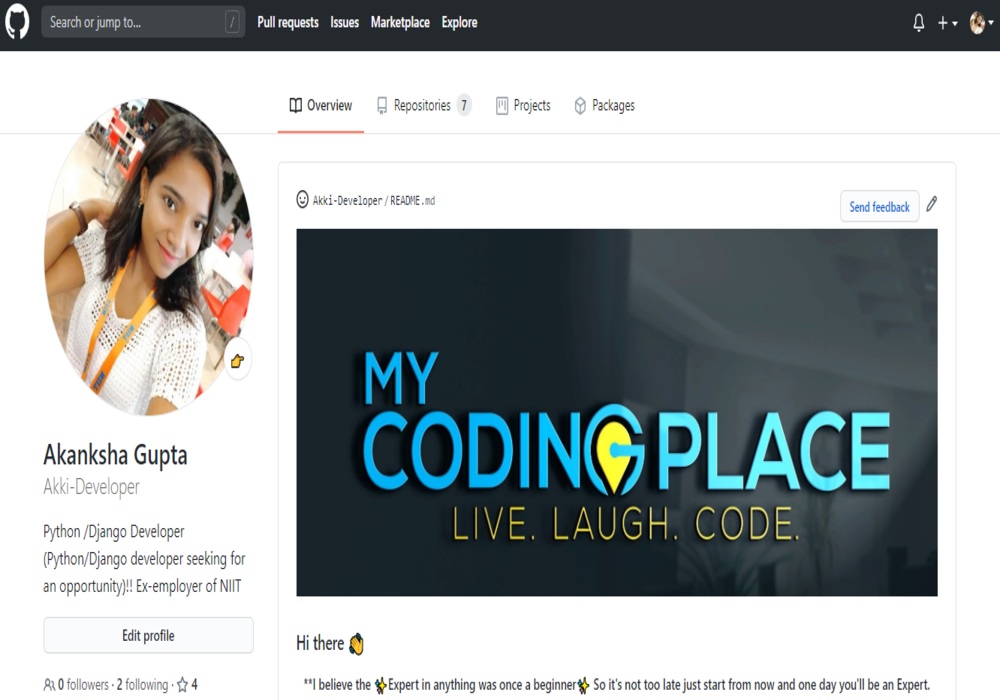 Search or jump to... /
Pull requests Issues Marketplace Explore
Overview Repositories 7 Projects Packages
Akki-Developer / README.md
Send feedback
MY
CODING PLACE
LIVE. LAUGH. CODE.
Akanksha Gupta
Akki-Developer
Python /Django Developer
(Python/Django developer seeking for
an opportunity)!! Ex-employer of NIIT
Edit profile
0 followers · 2 following · 4
Hi there 👋
**I believe the ✨Expert in anything was once a beginner✨ So it's not too late just start from now and one day you'll be an Expert.